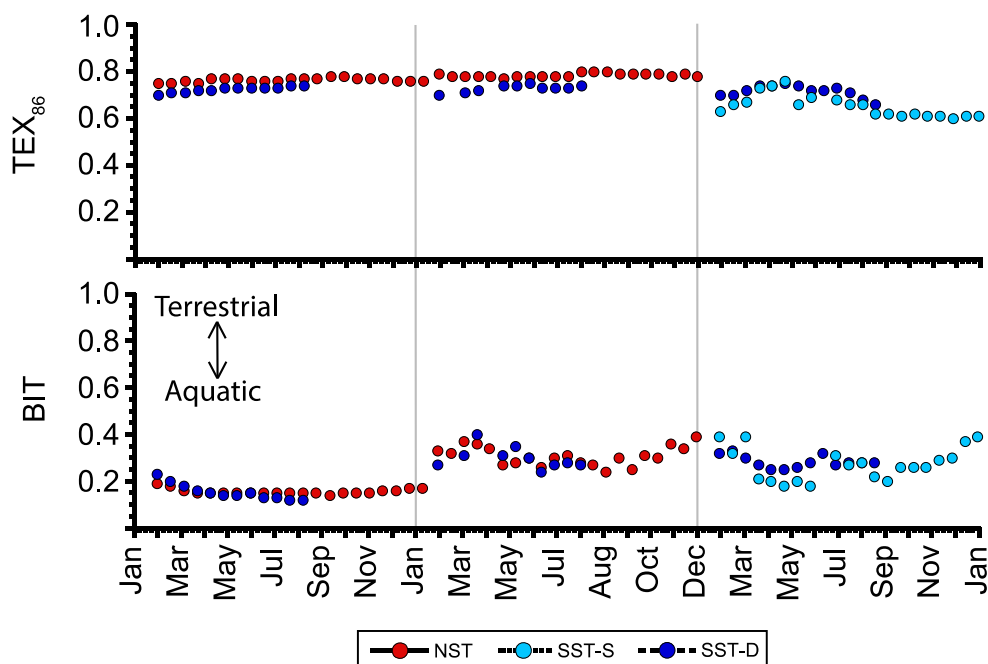 TEX86
1.0
0.8
0.6
0.4
0.2
BIT
1.0
0.8
0.6
0.4
0.2
Terrestrial
Aquatic
Jan
Mar
May
Jul
Sep
Nov
Jan
Mar
May
Jun
Aug
Oct
Dec
Mar
May
Jul
Sep
Nov
Jan
NST
SST-S
SST-D